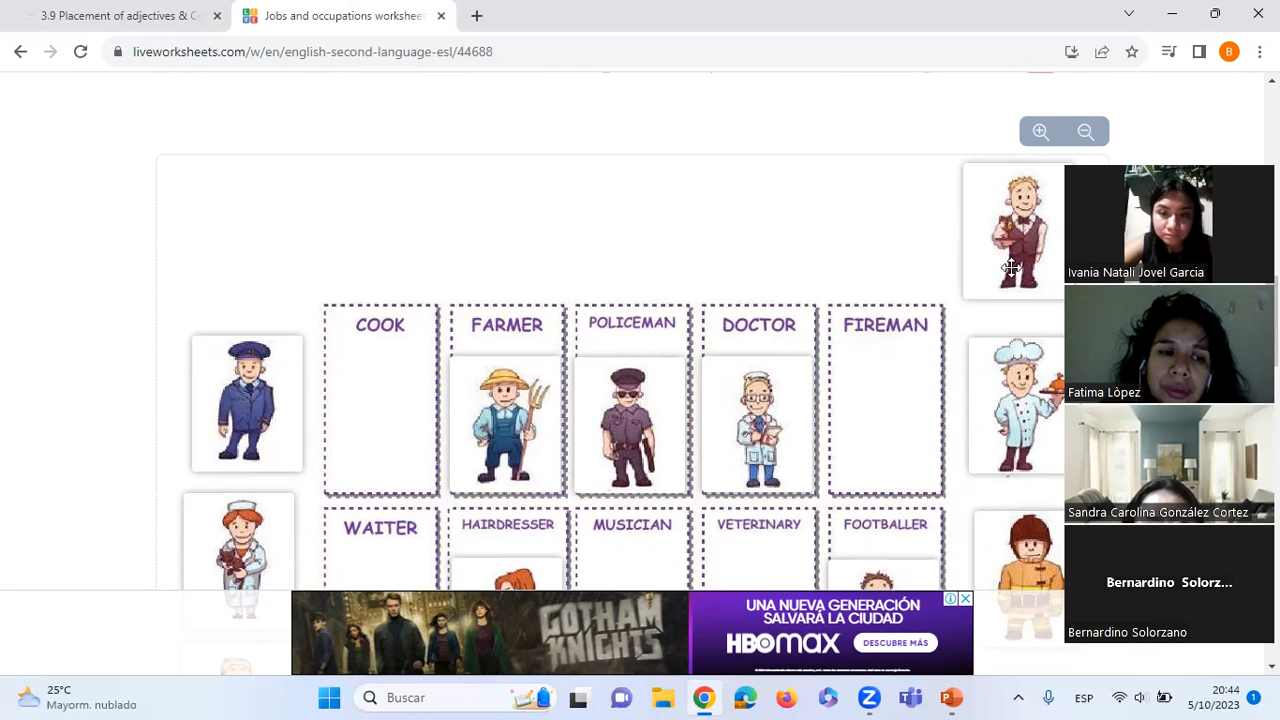 3.9 Placement of adjectives & C
Jobs and occupations workshee
liveworksheets.com/w/en/english-second-language-esl/44688
B
COOK
FARMER
POLICEMAN
DOCTOR
FIREMAN
WAITER
HAIRDRESSER
MUSICIAN
VETERINARY
FOOTBALLER
Ivania Natali Jovel Garcia
Fatima Lòpez
Sandra Carolina González Cortez
Bernardino Solorz...
Bernardino Solorzano
GOTHAM
KNIGHTS
UNA NUEVA GENERACIÓN
SALVARÁ LA CIUDAD
HBOMAX
DESCUBRE MÁS
25°C
Mayorm. nublado
Buscar
ESP
20:44
5/10/2023
1